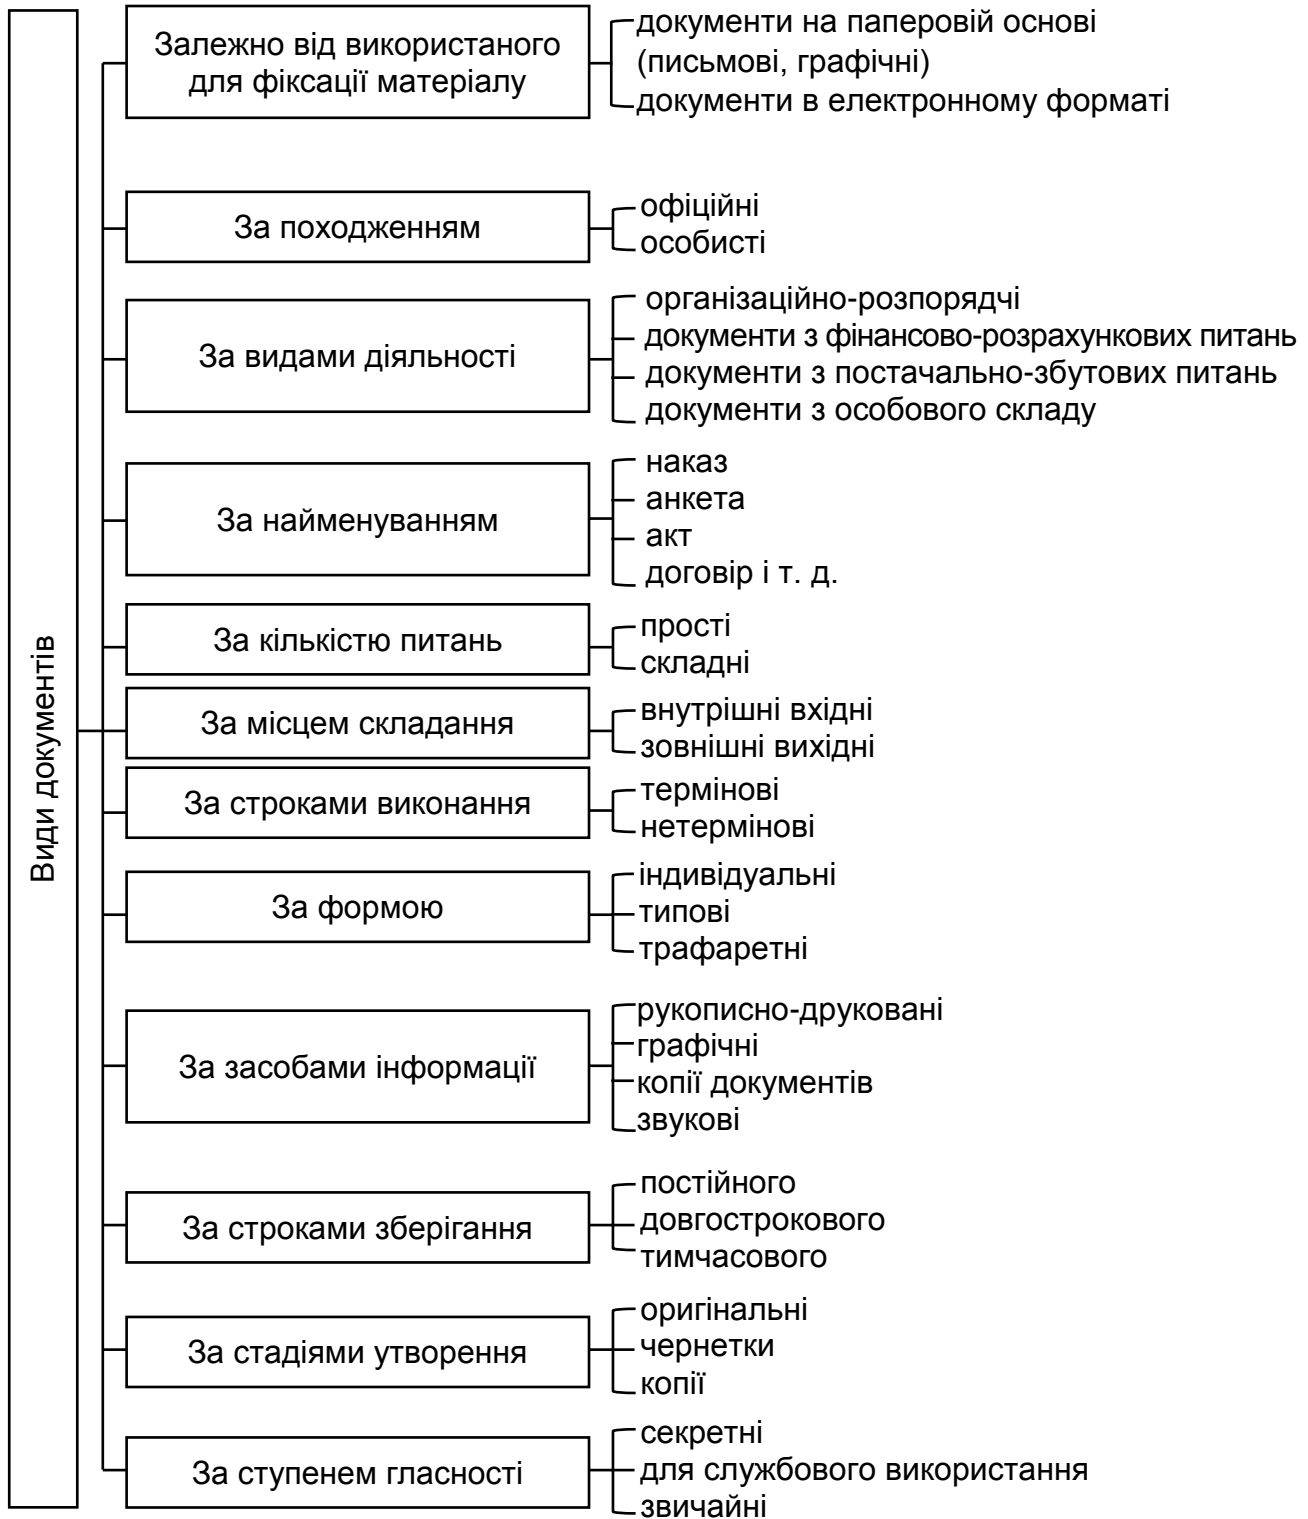 Види документів
Залежно від використаного
для фіксації матеріалу
документи на паперовій основі
(письмові, графічні)
документи в електронному форматі
За походженням
офіційні
особисті
За видами діяльності
організаційно-розпорядчі
документи з фінансово-розрахункових питань
документи з постачально-збутових питань
документи з особового складу
За найменуванням
наказ
анкета
акт
договір і т. д.
За кількістю питань
прості
складні
За місцем складання
внутрішні вхідні
зовнішні вихідні
За строками виконання
термінові
нетермінові
За формою
індивідуальні
типові
трафаретні
За засобами інформації
рукописно-друковані
графічні
копії документів
звукові
За строками зберігання
постійного
довгострокового
тимчасового
За стадіями утворення
оригінальні
чернетки
копії
За ступенем гласності
секретні
для службового використання
звичайні